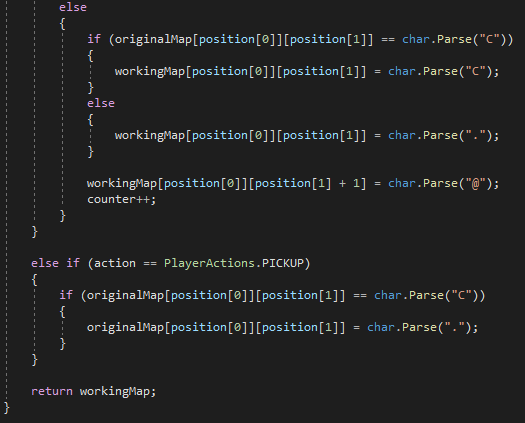 else
{
if (originalMap[position[0]][position[1]] == char.Parse("C"))
{
workingMap[position[0]][position[1]] = char.Parse("C");
}
else
{
workingMap[position[0]][position[1]] = char.Parse(".");
}
workingMap[position[0]][position[1] + 1] = char.Parse("@");
counter++;
}
}
else if (action == PlayerActions.PICKUP)
{
if (originalMap[position[0]][position[1]] == char.Parse("C"))
{
originalMap[position[0]][position[1]] = char.Parse(".");
}
}
return workingMap;
}